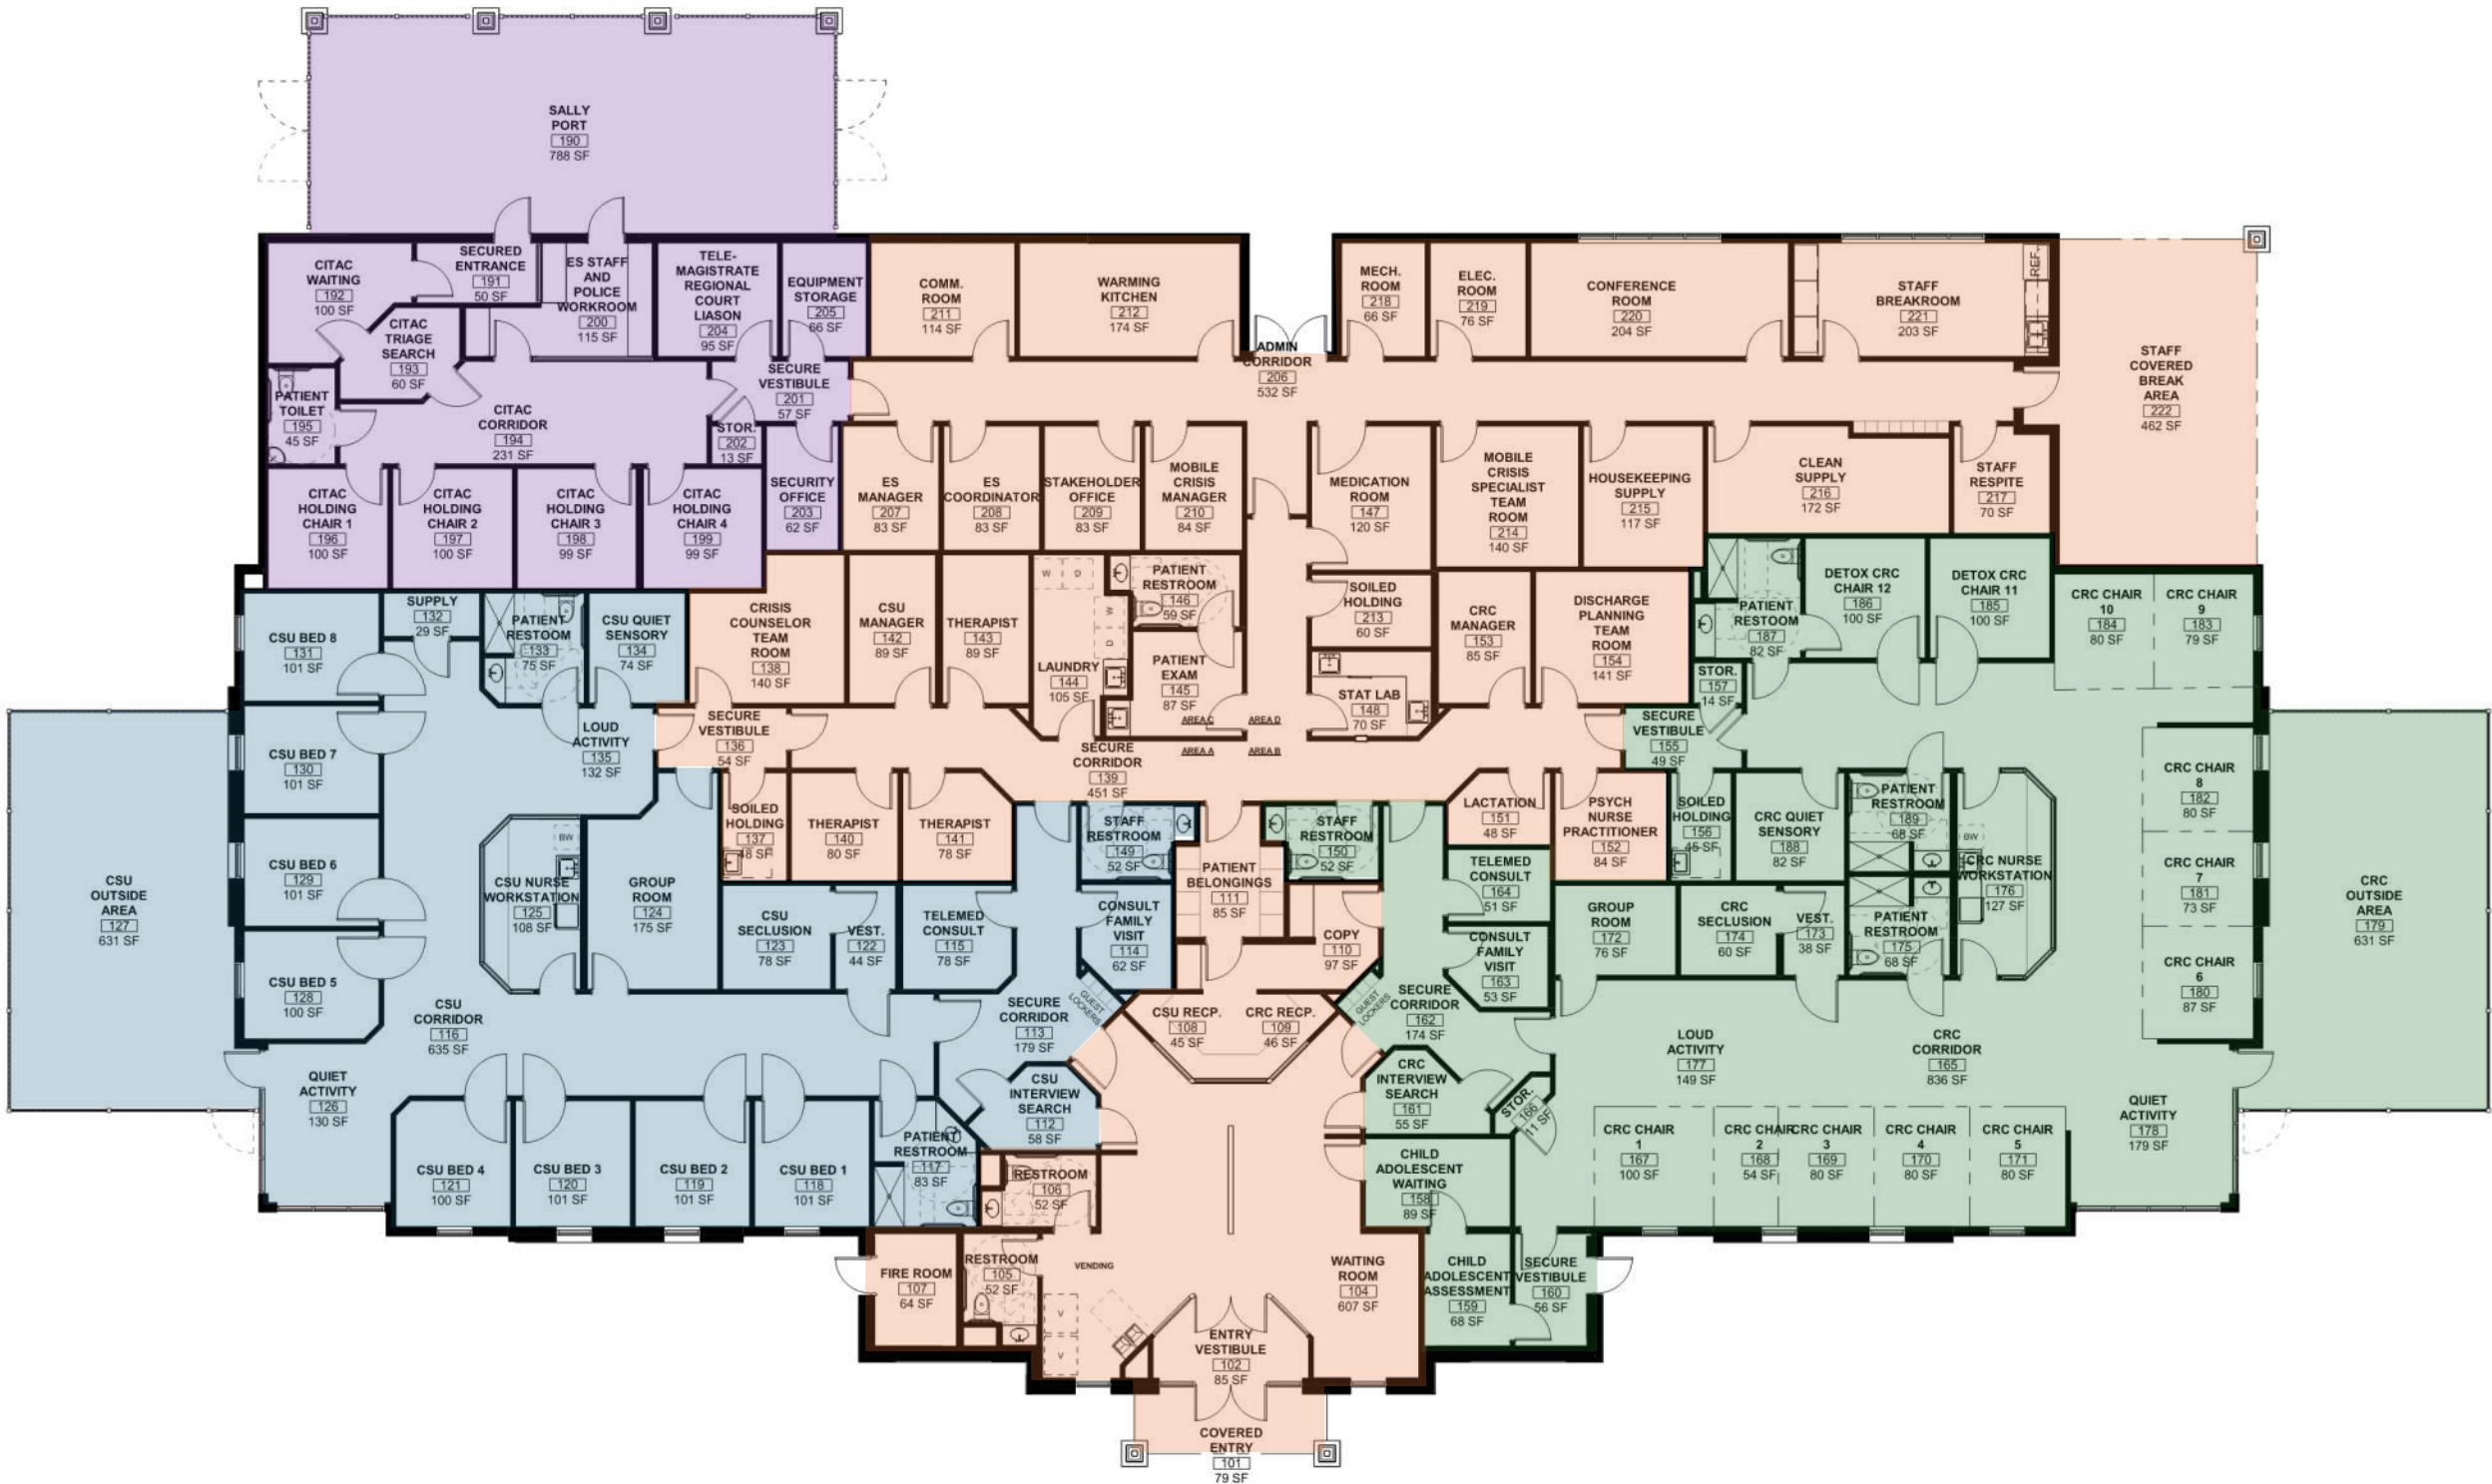 SALLY
PORT
190
788 SF
CITAC
WAITING
192
100 SF
SECURED
ENTRANCE
191
50 SF
ES STAFF
AND
POLICE
WORKROOM
200
115 SF
TELE-
MAGISTRATE
REGIONAL
COURT
LIASON
204
95 SF
EQUIPMENT
STORAGE
205
66 SF
COMM.
ROOM
211
114 SF
WARMING
KITCHEN
212
174 SF
ADMIN
CORRIDOR
206
532 SF
MECH.
ROOM
218
66 SF
ELEC.
ROOM
219
76 SF
CONFERENCE
ROOM
220
204 SF
STAFF
BREAKROOM
221
203 SF
REF.
STAFF
COVERED
BREAK
AREA
222
462 SF
CITAC
TRIAGE
SEARCH
193
60 SF
PATIENT
TOILET
195
45 SF
CITAC
CORRIDOR
194
231 SF
SECURE
VESTIBULE
201
57 SF
STOR.
202
13 SF
CITAC
HOLDING
CHAIR 1
196
100 SF
CITAC
HOLDING
CHAIR 2
197
100 SF
CITAC
HOLDING
CHAIR 3
198
99 SF
CITAC
HOLDING
CHAIR 4
199
99 SF
SECURITY
OFFICE
203
62 SF
ES
MANAGER
207
83 SF
ES
COORDINATOR
208
83 SF
STAKEHOLDER
OFFICE
209
83 SF
MOBILE
CRISIS
MANAGER
210
84 SF
MEDICATION
ROOM
147
120 SF
MOBILE
CRISIS
SPECIALIST
TEAM
ROOM
214
140 SF
HOUSEKEEPING
SUPPLY
215
117 SF
CLEAN
SUPPLY
216
172 SF
STAFF
RESPITE
217
70 SF
CSU BED 8
131
101 SF
SUPPLY
132
29 SF
PATIENT
RESTOOM
133
75 SF
CSU QUIET
SENSORY
134
74 SF
CRISIS
COUNSELOR
TEAM
ROOM
138
140 SF
CSU
MANAGER
142
89 SF
THERAPIST
143
89 SF
W
D
W
D
LAUNDRY
144
105 SF
PATIENT
RESTROOM
146
59 SF
PATIENT
EXAM
145
87 SF
SOILED
HOLDING
213
60 SF
STAT LAB
148
70 SF
CRC
MANAGER
153
85 SF
DISCHARGE
PLANNING
TEAM
ROOM
154
141 SF
PATIENT
RESTOOM
187
82 SF
DETOX CRC
CHAIR 12
186
100 SF
DETOX CRC
CHAIR 11
185
100 SF
CRC CHAIR
10
184
80 SF
CRC CHAIR
9
183
79 SF
STOR.
157
14 SF
AREA C
AREA D
AREA A
AREA B
CSU BED 7
130
101 SF
LOUD
ACTIVITY
135
132 SF
SECURE
VESTIBULE
136
54 SF
SECURE
CORRIDOR
139
451 SF
SECURE
VESTIBULE
155
49 SF
CSU
OUTSIDE
AREA
127
631 SF
CSU BED 6
129
101 SF
CSU NURSE
WORKSTATION
125
108 SF
BW
GROUP
ROOM
124
175 SF
SOILED
HOLDING
137
48 SF
THERAPIST
140
80 SF
THERAPIST
141
78 SF
STAFF
RESTROOM
149
52 SF
PATIENT
BELONGINGS
111
85 SF
STAFF
RESTROOM
150
52 SF
LACTATION
151
48 SF
PSYCH
NURSE
PRACTITIONER
152
84 SF
SOILED
HOLDING
156
45 SF
CRC QUIET
SENSORY
188
82 SF
PATIENT
RESTROOM
189
68 SF
BW
CRC NURSE
WORKSTATION
176
127 SF
CRC CHAIR
8
182
80 SF
CRC CHAIR
7
181
73 SF
CRC CHAIR
6
180
87 SF
CRC
OUTSIDE
AREA
179
631 SF
CSU BED 5
128
100 SF
CSU
SECLUSION
123
78 SF
VEST.
122
44 SF
TELEMED
CONSULT
115
78 SF
CONSULT
FAMILY
VISIT
114
62 SF
COPY
110
97 SF
TELEMED
CONSULT
164
51 SF
CONSULT
FAMILY
VISIT
163
53 SF
GROUP
ROOM
172
76 SF
CRC
SECLUSION
174
60 SF
VEST.
173
38 SF
PATIENT
RESTROOM
175
68 SF
CSU
CORRIDOR
116
635 SF
SECURE
CORRIDOR
113
179 SF
GUEST
LOCKERS
CSU RECP.
108
45 SF
CRC RECP.
109
46 SF
GUEST
LOCKERS
SECURE
CORRIDOR
162
174 SF
LOUD
ACTIVITY
177
149 SF
CRC
CORRIDOR
165
836 SF
QUIET
ACTIVITY
126
130 SF
CSU
INTERVIEW
SEARCH
112
58 SF
CRC
INTERVIEW
SEARCH
161
55 SF
STOR.
166
11 SF
QUIET
ACTIVITY
178
179 SF
CSU BED 4
121
100 SF
CSU BED 3
120
101 SF
CSU BED 2
119
101 SF
CSU BED 1
118
101 SF
PATIENT
RESTROOM
117
83 SF
RESTROOM
106
52 SF
CHILD
ADOLESCENT
WAITING
158
89 SF
CRC CHAIR
1
167
100 SF
CRC CHAIR
2
168
54 SF
CRC CHAIR
3
169
80 SF
CRC CHAIR
4
170
80 SF
CRC CHAIR
5
171
80 SF
FIRE ROOM
107
64 SF
RESTROOM
105
52 SF
VENDING
V
V
WAITING
ROOM
104
607 SF
CHILD
ADOLESCENT
ASSESSMENT
159
68 SF
SECURE
VESTIBULE
160
56 SF
ENTRY
VESTIBULE
102
85 SF
COVERED
ENTRY
101
79 SF